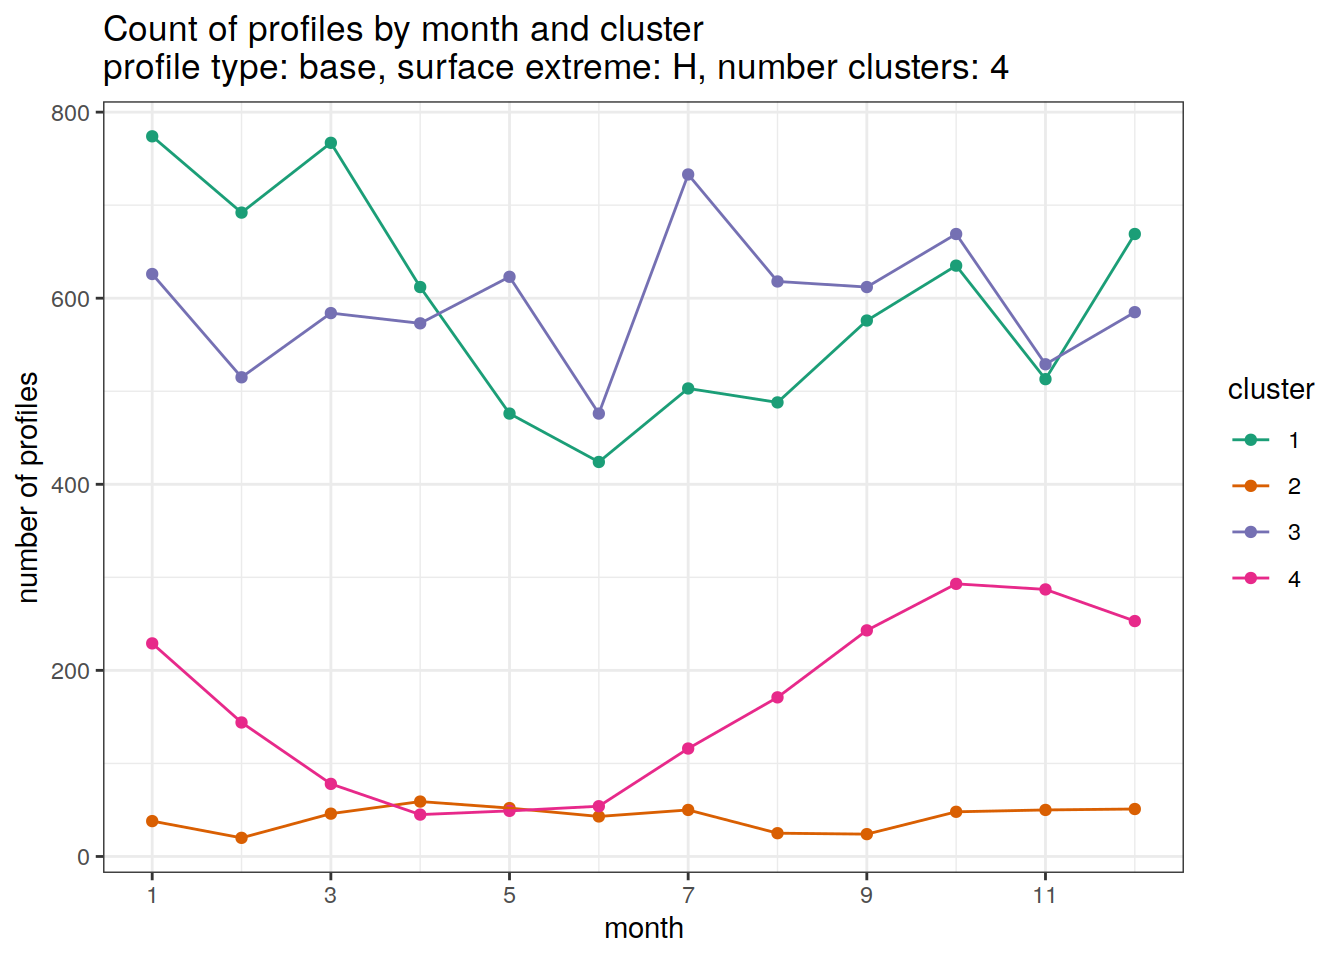 Count of profiles by month and cluster
profile type: base, surface extreme: H, number clusters: 4
800
600
400
200
0
number of profiles
1 3 5 7 9 11
month
cluster
1
2
3
4